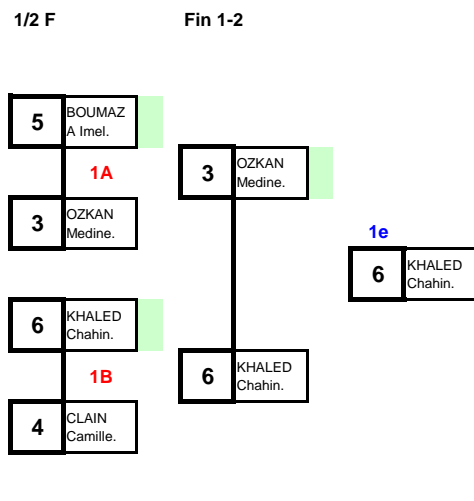 1/2 F
Fin 1-2
5
BOUMAZ
A Imel.
1A
3
OZKAN
Medine.
3
OZKAN
Medine.
1e
6
KHALED
Chahin.
6
KHALED
Chahin.
1B
6
KHALED
Chahin.
4
CLAIN
Camille.